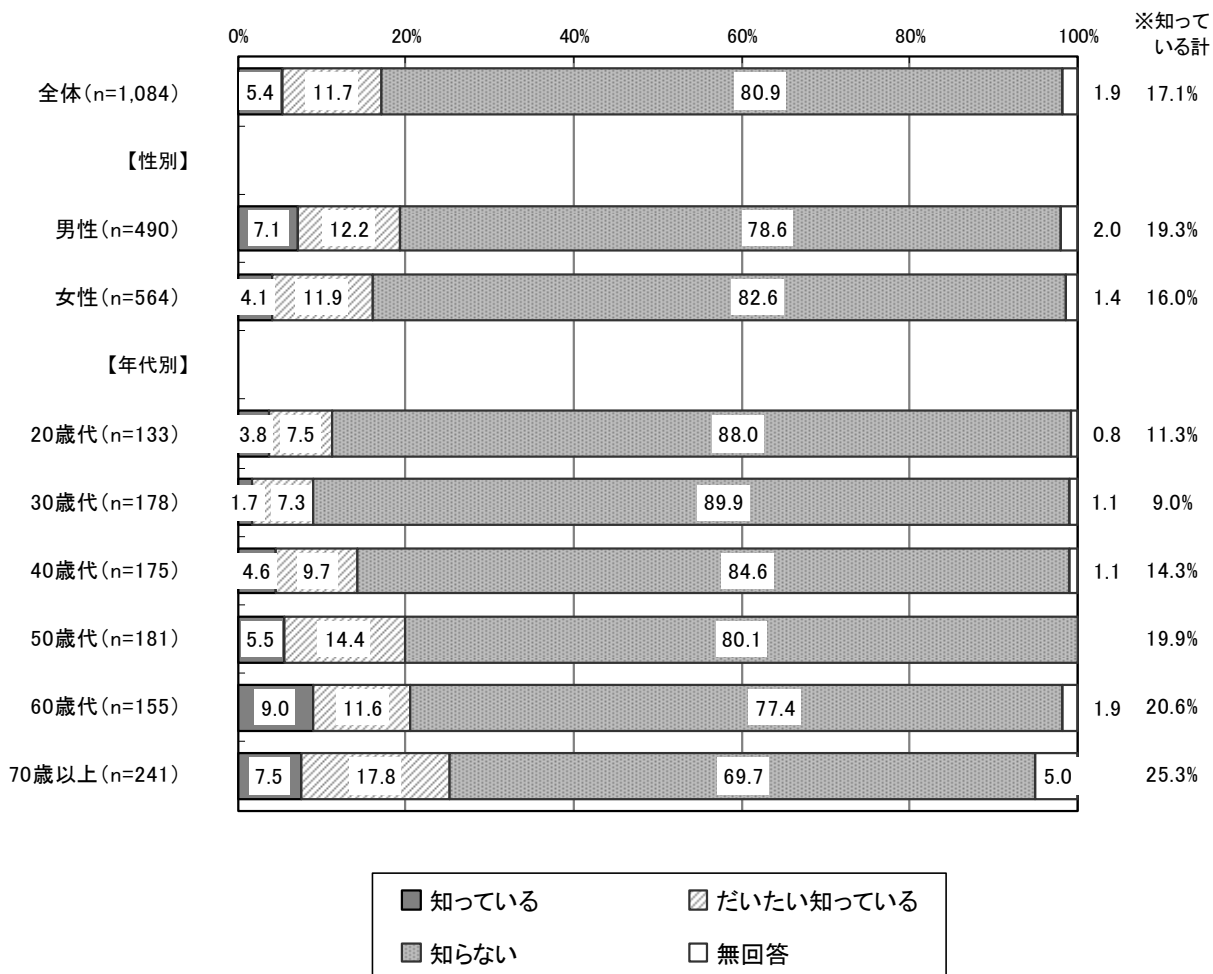 ※知って
いる計
0% 20% 40% 60% 80% 100%
全体(n=1,084) 5.4 11.7 80.9 1.9 17.1%
【性別】
男性(n=490) 7.1 12.2 78.6 2.0 19.3%
女性(n=564) 4.1 11.9 82.6 1.4 16.0%
【年代別】
20歳代(n=133) 3.8 7.5 88.0 0.8 11.3%
30歳代(n=178) 1.7 7.3 89.9 1.1 9.0%
40歳代(n=175) 4.6 9.7 84.6 1.1 14.3%
50歳代(n=181) 5.5 14.4 80.1 19.9%
60歳代(n=155) 9.0 11.6 77.4 1.9 20.6%
70歳以上(n=241) 7.5 17.8 69.7 5.0 25.3%
知っている だいたい知っている
知らない 無回答